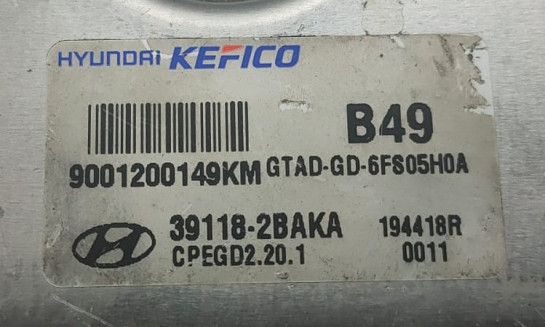 HYUNDAI KEFICO
B49
9001200149KM GTAD-GD-6FS05H0A
39118-2BAKA 194418R
CPEGD2.20.1 0011